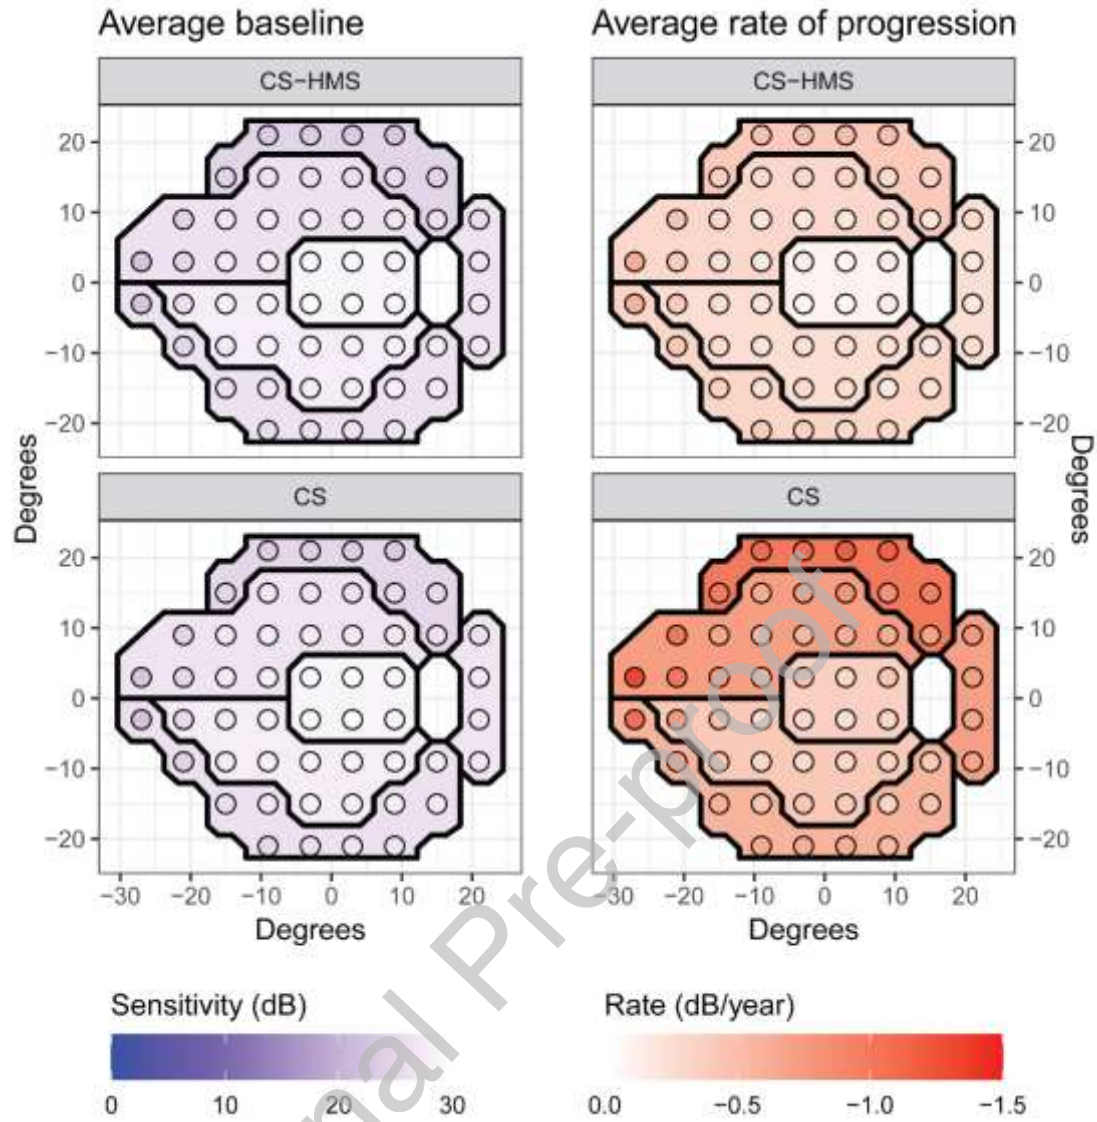 Average baseline
Average rate of progression
CS−HMS
CS−HMS
20
10
0
−10
−20
20
10
0
−10
−20
Degrees
Degrees
CS
CS
20
10
0
−10
−20
20
10
0
−10
−20
−30 −20 −10 0 10 20
−30 −20 −10 0 10 20
Degrees
Degrees
Sensitivity (dB)
Rate (dB/year)
0 10 20 30
0.0 −0.5 −1.0 −1.5
nal Pre-proof